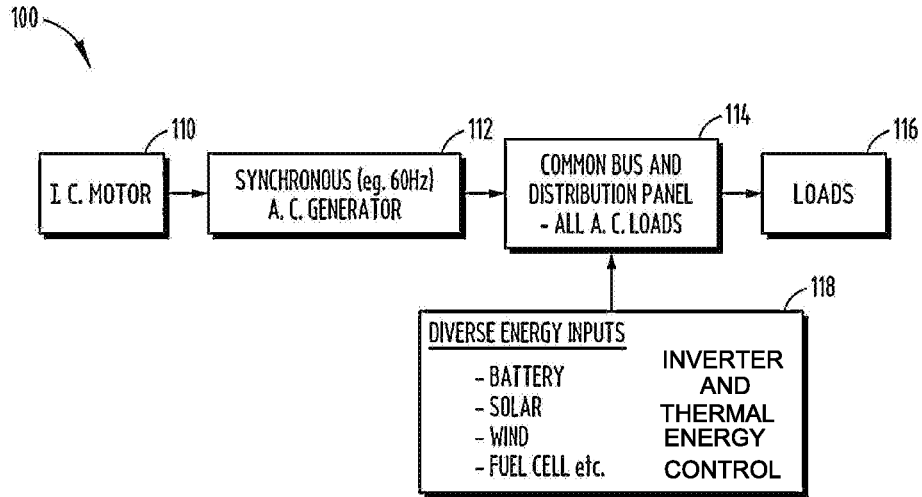 100
110
112
114
116
I. C. MOTOR
SYNCHRONOUS (eg. 60Hz)
A. C. GENERATOR
COMMON BUS AND
DISTRIBUTION PANEL
- ALL A. C. LOADS
LOADS
118
DIVERSE ENERGY INPUTS
- BATTERY
- SOLAR
- WIND
- FUEL CELL etc.
INVERTER
AND
THERMAL
ENERGY
CONTROL